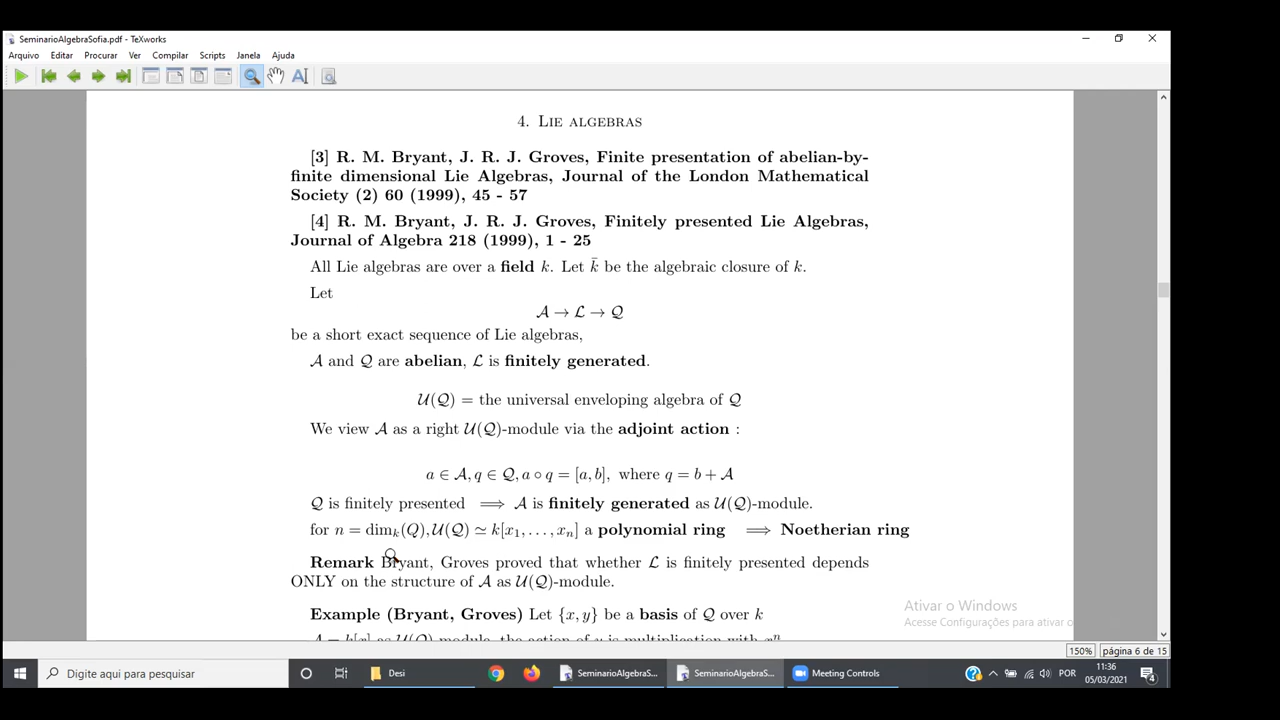 SeminarioAlgebraSofia.pdf - TeXworks
Arquivo Editar Procurar Ver Compilar Scripts Janela Ajuda
4. LIE ALGEBRAS
[3] R. M. Bryant, J. R. J. Groves, Finite presentation of abelian-by-
finite dimensional Lie Algebras, Journal of the London Mathematical
Society (2) 60 (1999), 45 - 57
[4] R. M. Bryant, J. R. J. Groves, Finitely presented Lie Algebras,
Journal of Algebra 218 (1999), 1 - 25
All Lie algebras are over a field k. Let k̄ be the algebraic closure of k.
Let
𝒜 → ℒ → 𝒬
be a short exact sequence of Lie algebras,
𝒜 and 𝒬 are abelian, ℒ is finitely generated.
𝒰(𝒬) = the universal enveloping algebra of 𝒬
We view 𝒜 as a right 𝒰(𝒬)-module via the adjoint action :
a ∈ 𝒜, q ∈ 𝒬, a ∘ q = [a, b], where q = b + 𝒜
𝒬 is finitely presented ⟹ 𝒜 is finitely generated as 𝒰(𝒬)-module.
for n = dim_k(Q), 𝒰(𝒬) ≃ k[x_1, . . . , x_n] a polynomial ring ⟹ Noetherian ring
Remark Bryant, Groves proved that whether ℒ is finitely presented depends
ONLY on the structure of 𝒜 as 𝒰(𝒬)-module.
Example (Bryant, Groves) Let {x, y} be a basis of 𝒬 over k
Ativar o Windows
Acesse Configurações para ativar o
150% página 6 de 15
Digite aqui para pesquisar
Desi
SeminarioAlgebraS...
SeminarioAlgebraS...
Meeting Controls
POR
11:36
05/03/2021
4